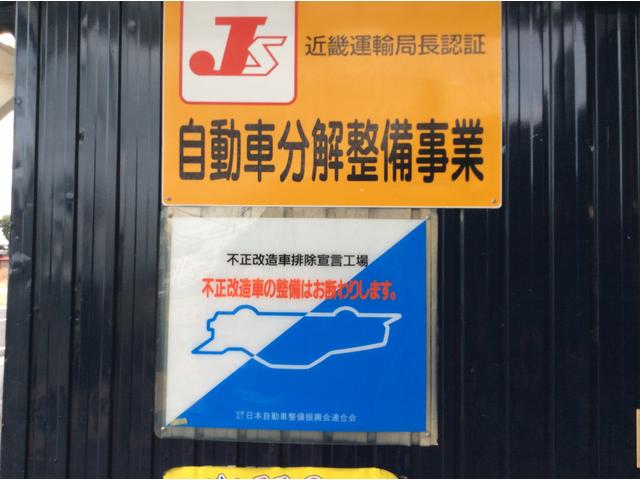 JS
近畿運輸局長認証
自動車分解整備事業
不正改造車排除宣言工場
不正改造車の整備はお断わりします。
日本自動車整備振興会連合会